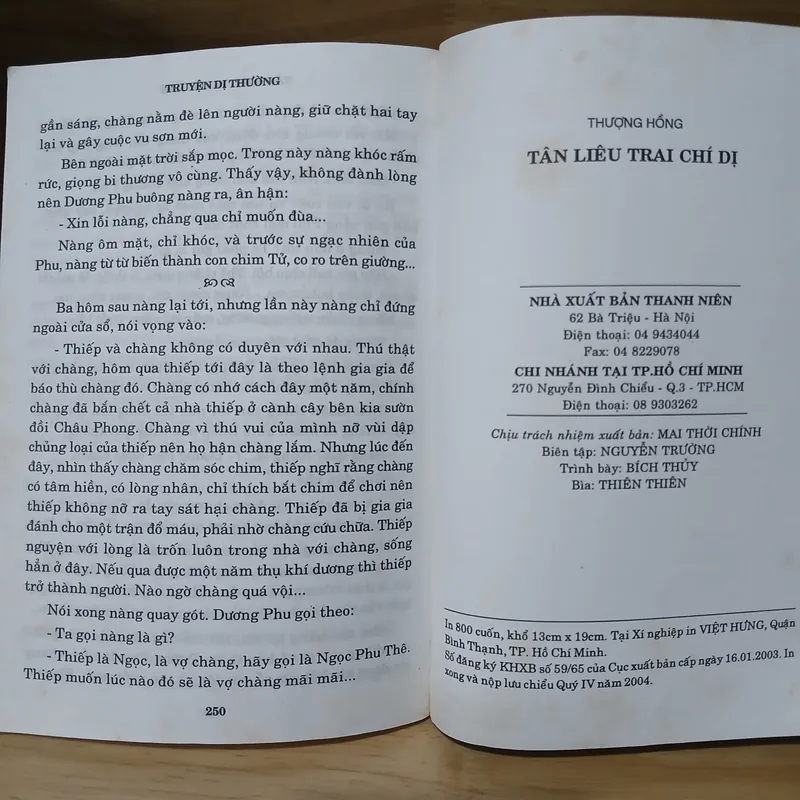 TRUYỆN DỊ THƯỜNG
gần sáng, chàng nằm đè lên người nàng, giữ chặt hai tay
lại và gây cuộc vu sơn mới.
Bên ngoài mặt trời sắp mọc. Trong này nàng khóc rấm
rức, giọng bi thương vô cùng. Thấy vậy, không đành lòng
nên Dương Phu buông nàng ra, ân hận:
- Xin lỗi nàng, chẳng qua chỉ muốn đùa...
Nàng ôm mặt, chỉ khóc, và trước sự ngạc nhiên của
Phu, nàng từ từ biến thành con chim Tử, co ro trên giường...
Ba hôm sau nàng lại tới, nhưng lần này nàng chỉ đứng
ngoài cửa sổ, nói vọng vào:
- Thiếp và chàng không có duyên với nhau. Thú thật
với chàng, hôm qua thiếp tới đây là theo lệnh gia gia để
báo thù chàng đó. Chàng có nhớ cách đây một năm, chính
chàng đã bắn chết cả nhà thiếp ở cành cây bên kia sườn
đồi Châu Phong. Chàng vì thú vui của mình nỡ vùi dập
chủng loại của thiếp nên họ hận chàng lắm. Nhưng lúc đến
đây, nhìn thấy chàng chăm sóc chim, thiếp nghĩ rằng chàng
có tâm hiền, có lòng nhân, chỉ thích bắt chim để chơi nên
thiếp không nỡ ra tay sát hại chàng. Thiếp đã bị gia gia
đánh cho một trận đổ máu, phải nhờ chàng cứu chữa. Thiếp
nguyện với lòng là trốn luôn trong nhà với chàng, sống
hẳn ở đây. Nếu qua được một năm thụ khí dương thì thiếp
trở thành người. Nào ngờ chàng quá vội...
Nói xong nàng quay gót. Dương Phu gọi theo:
- Ta gọi nàng là gì?
- Thiếp là Ngọc, là vợ chàng, hãy gọi là Ngọc Phu Thê.
Thiếp muốn lúc nào đó sẽ là vợ chàng mãi mãi...
250
THƯỢNG HỒNG
TÂN LIÊU TRAI CHÍ DỊ
NHÀ XUẤT BẢN THANH NIÊN
62 Bà Triệu - Hà Nội
Điện thoại: 04 9434044
Fax: 04 8229078
CHI NHÁNH TẠI TP.HỒ CHÍ MINH
270 Nguyễn Đình Chiểu - Q.3 - TP.HCM
Điện thoại: 08 9303262
Chịu trách nhiệm xuất bản: MAI THỜI CHÍNH
Biên tập: NGUYỄN TRƯỜNG
Trình bày: BÍCH THỦY
Bìa: THIÊN THIÊN
In 800 cuốn, khổ 13cm x 19cm. Tại Xí nghiệp in VIỆT HƯNG, Quận
Bình Thạnh, TP. Hồ Chí Minh.
Số đăng ký KHXB số 59/65 của Cục xuất bản cấp ngày 16.01.2003. In
xong và nộp lưu chiểu Quý IV năm 2004.